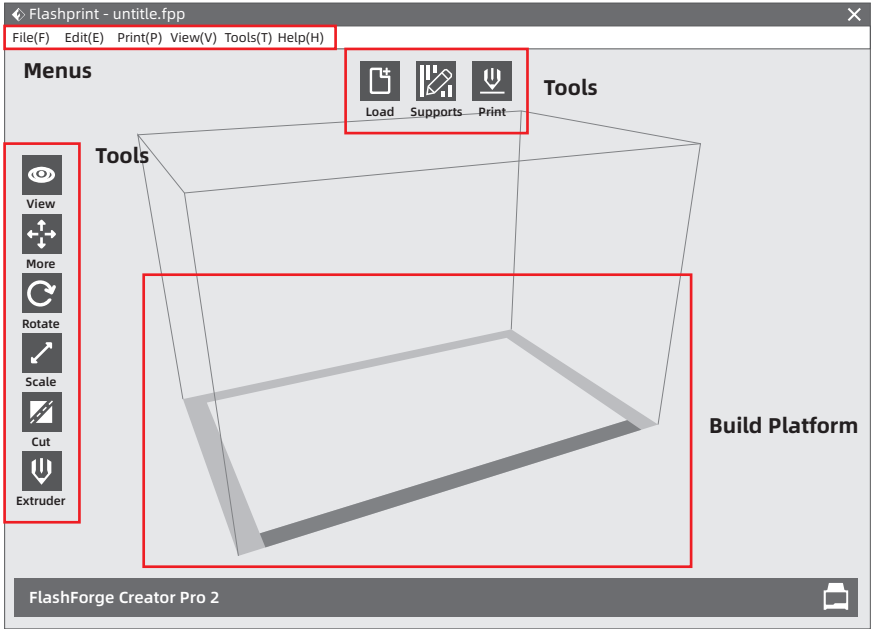 Flashprint - untitle.fpp
File(F) Edit(E) Print(P) View(V) Tools(T) Help(H)
Menus
Load Supports Print
Tools
Tools
View
More
Rotate
Scale
Cut
Extruder
Build Platform
FlashForge Creator Pro 2